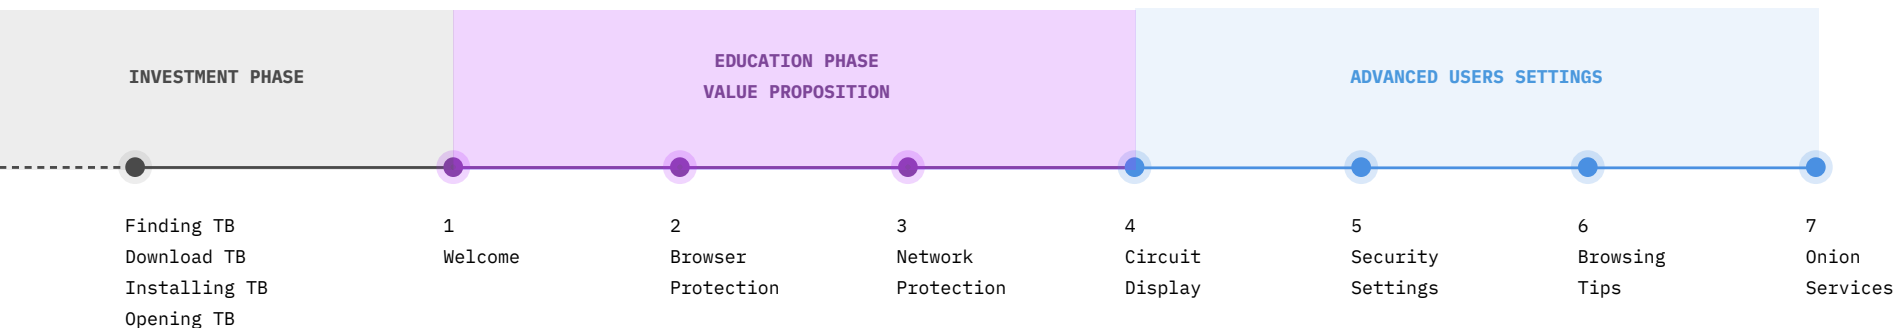 INVESTMENT PHASE
EDUCATION PHASE
VALUE PROPOSITION
ADVANCED USERS SETTINGS
Finding TB
Download TB
Installing TB
Opening TB
1
Welcome
2
Browser
Protection
3
Network
Protection
4
Circuit
Display
5
Security
Settings
6
Browsing
Tips
7
Onion
Services